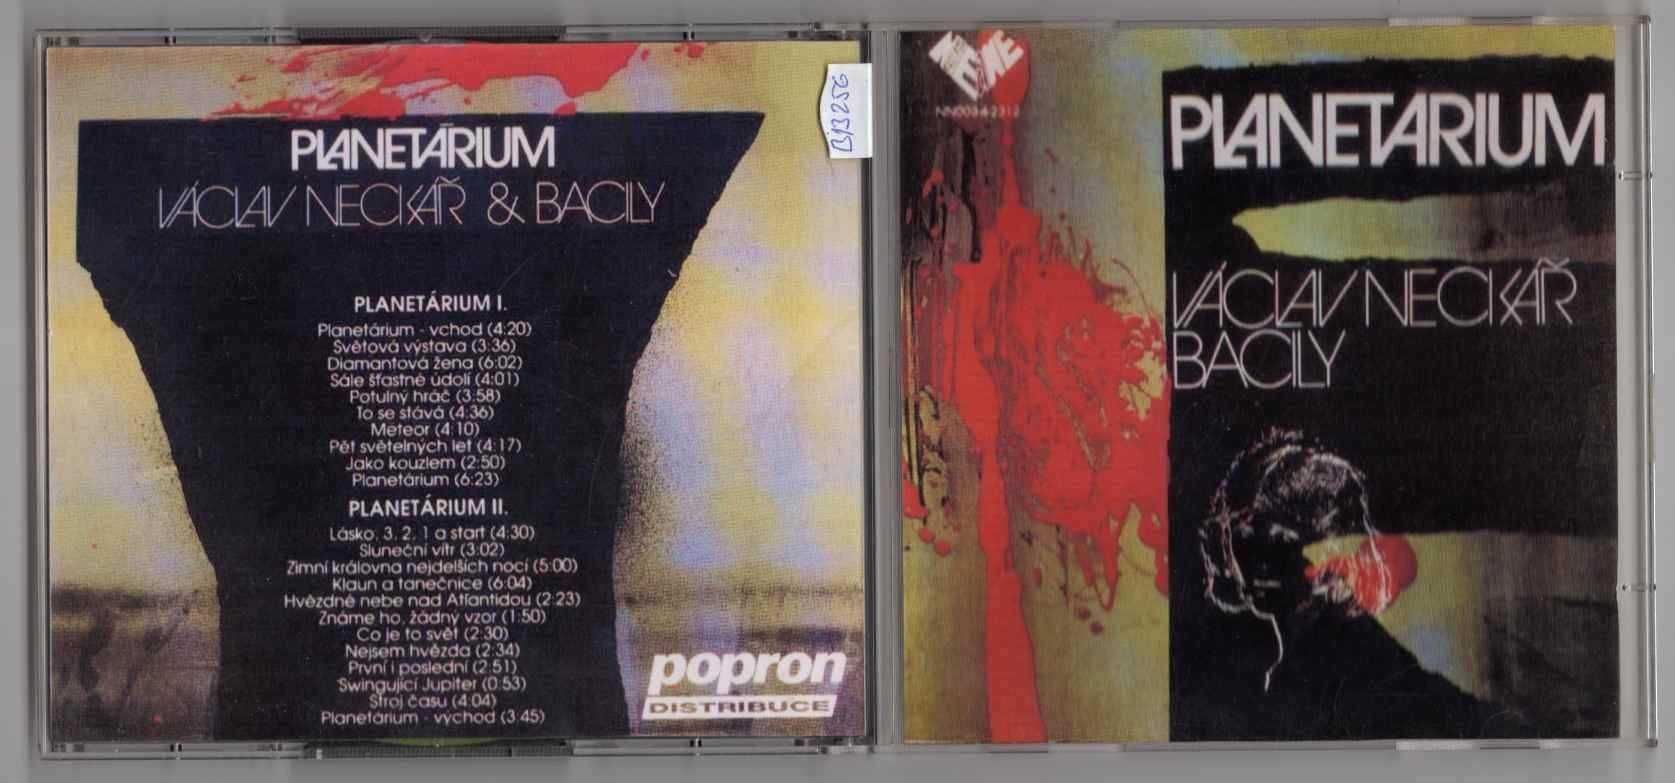 PLANETÁRIUM
VÁCLAV NECKÁŘ & BACILY
PLANETÁRIUM I.
Planetárium - vchod (4:20)
Světová výstava (3:36)
Diamantová žena (6:02)
Sále šťastné údolí (4:01)
Potulný hráč (3:58)
To se stává (4:36)
Meteor (4:10)
Pět světelných let (4:17)
Jako kouzlem (2:50)
Planetárium (6:23)
PLANETÁRIUM II.
Lásko, 3, 2, 1 a start (4:30)
Sluneční vítr (3:02)
Zimní královna nejdelších nocí (5:00)
Klaun a tanečnice (6:04)
Hvězdné nebe nad Atlantidou (2:23)
Známe ho, žádný vzor (1:50)
Co je to svět (2:30)
Nejsem hvězda (2:34)
První i poslední (2:51)
Swingující Jupiter (0:53)
Stroj času (4:04)
Planetárium - východ (3:45)
popron
DISTRIBUCE
B/B256
NN003-4-2312
PLANETARIUM
VÁCLAV NECKÁŘ
BACILY